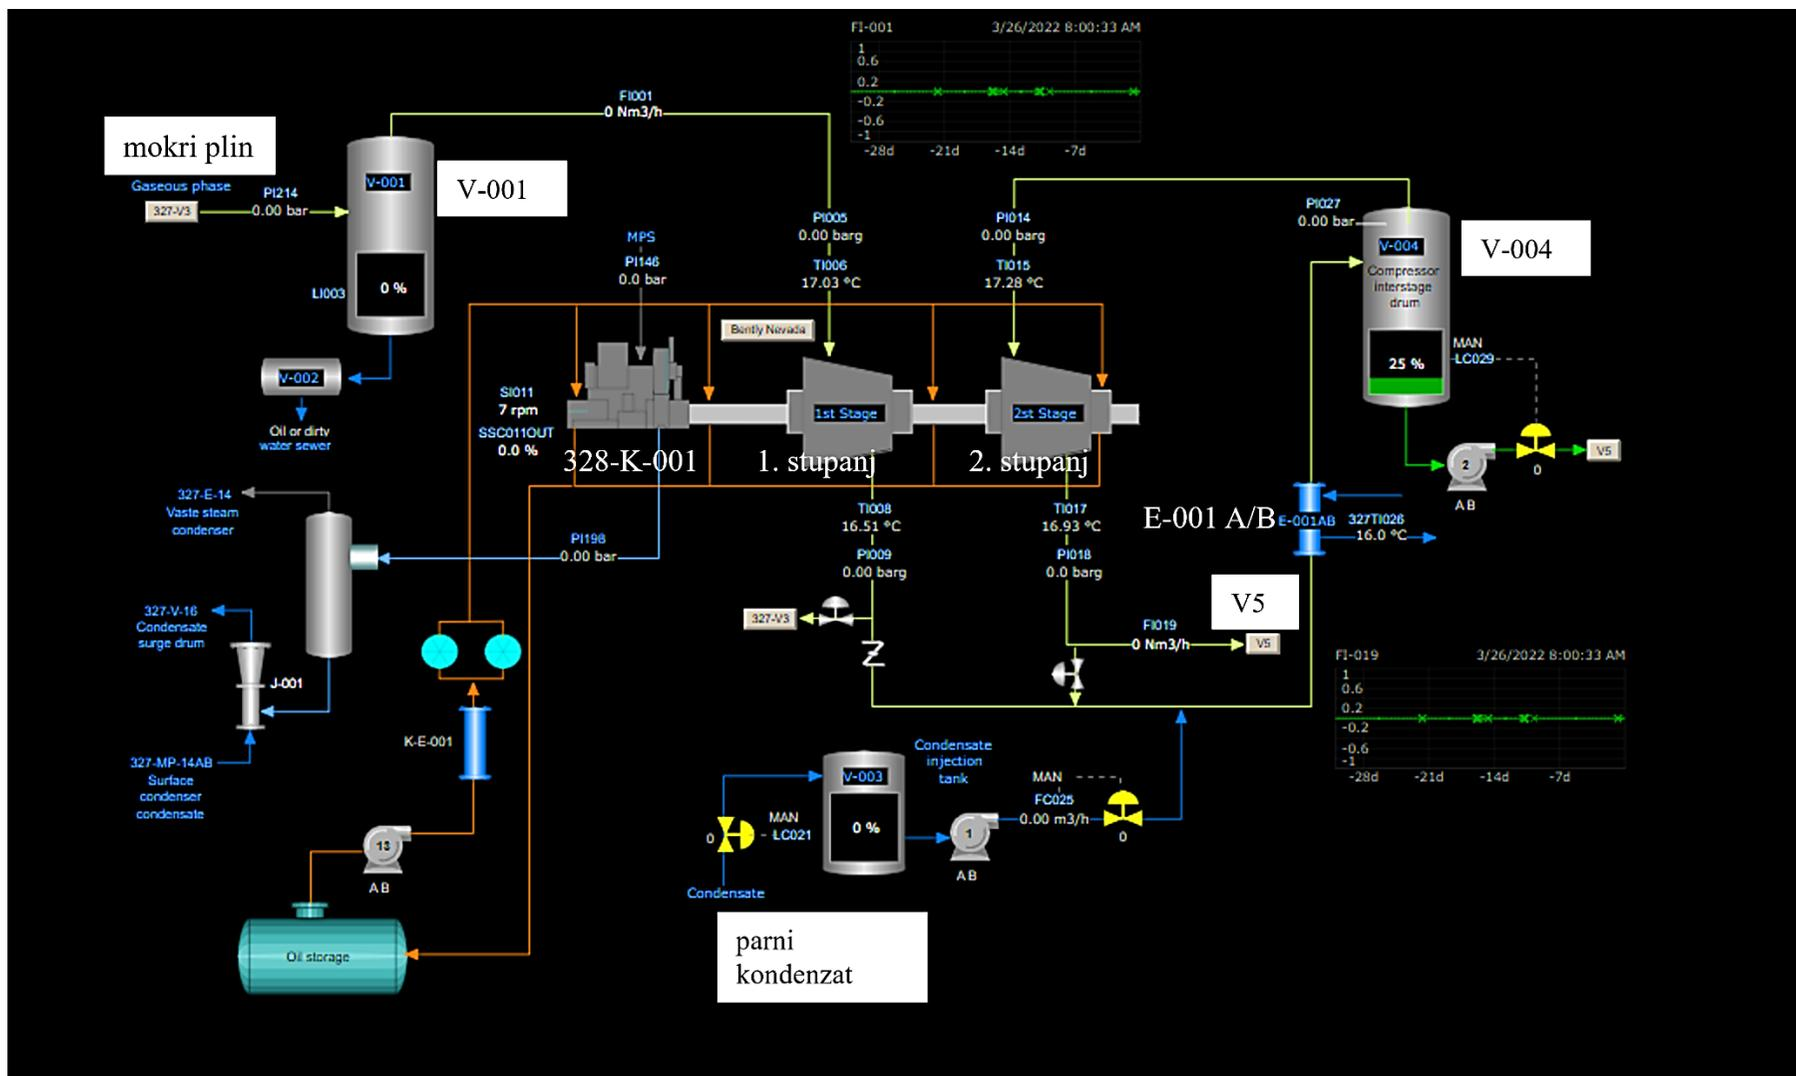 FI-001 3/26/2022 8:00:33 AM
1
0.6
0.2
-0.2
-0.6
-1
-28d -21d -14d -7d
FI001
0 Nm3/h
mokri plin
Gaseous phase
327-V3
PI214
0.00 bar
V-001
V-001
LI003
0 %
V-002
Oil or dirty
water sewer
MPS
PI146
0.0 bar
PI005
0.00 barg
TI006
17.03 ºC
PI014
0.00 barg
TI015
17.28 ºC
PI027
0.00 bar
V-004
Compressor
interstage
drum
V-004
25 %
MAN
LC029
Bently Nevada
SI011
7 rpm
SSC011OUT
0.0 %
1st Stage
2st Stage
328-K-001
1. stupanj
2. stupanj
2
A B
0
V5
327-E-14
Vaste steam
condenser
PI198
0.00 bar
TI008
16.51 ºC
PI009
0.00 barg
TI017
16.93 ºC
PI018
0.0 barg
E-001 A/B
E-001AB
327TI026
16.0 ºC
327-V3
V5
FI019
0 Nm3/h
V5
327-V-16
Condensate
surge drum
J-001
327-MP-14AB
Surface
condenser
condensate
K-E-001
FI-019 3/26/2022 8:00:33 AM
1
0.6
0.2
-0.2
-0.6
-1
-28d -21d -14d -7d
Condensate
injection
tank
V-003
0 %
0
MAN
LC021
Condensate
1
A B
MAN
FC025
0.00 m3/h
0
13
A B
Oil storage
parni
kondenzat